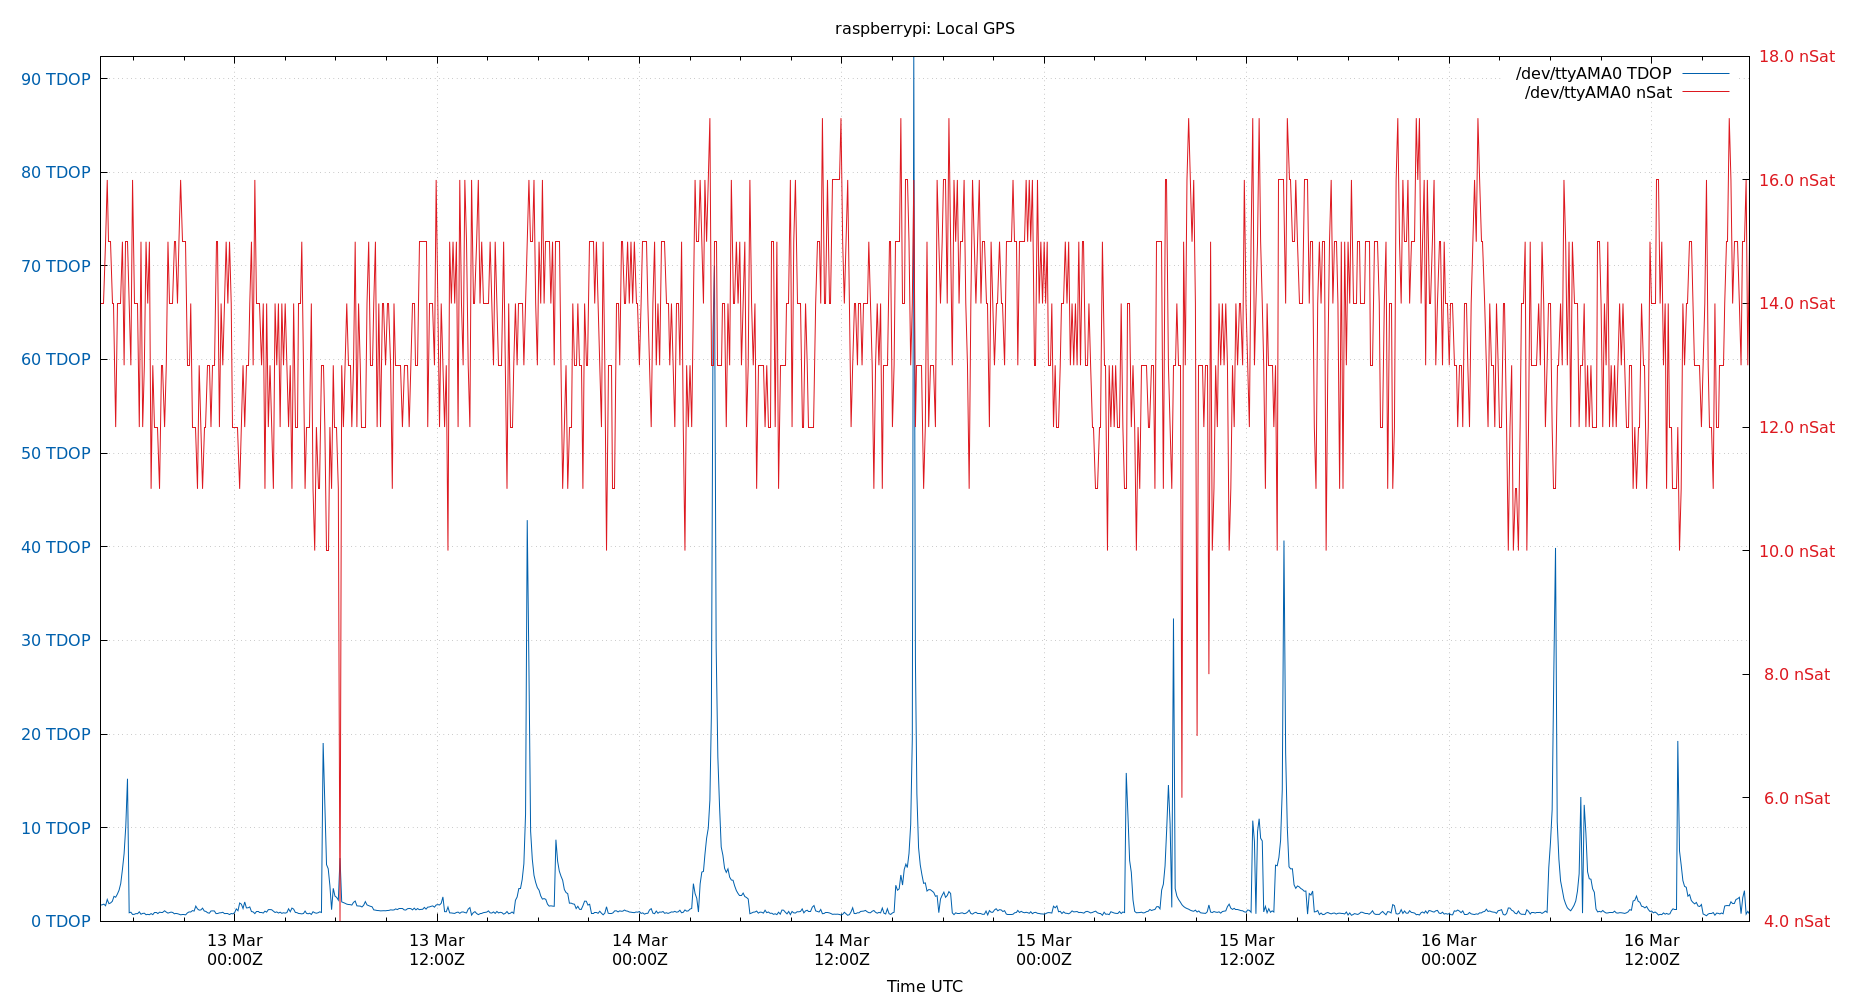 raspberrypi: Local GPS
/dev/ttyAMA0 TDOP
/dev/ttyAMA0 nSat
90 TDOP
80 TDOP
70 TDOP
60 TDOP
50 TDOP
40 TDOP
30 TDOP
20 TDOP
10 TDOP
0 TDOP
18.0 nSat
16.0 nSat
14.0 nSat
12.0 nSat
10.0 nSat
8.0 nSat
6.0 nSat
4.0 nSat
13 Mar
00:00Z
13 Mar
12:00Z
14 Mar
00:00Z
14 Mar
12:00Z
15 Mar
00:00Z
15 Mar
12:00Z
16 Mar
00:00Z
16 Mar
12:00Z
Time UTC